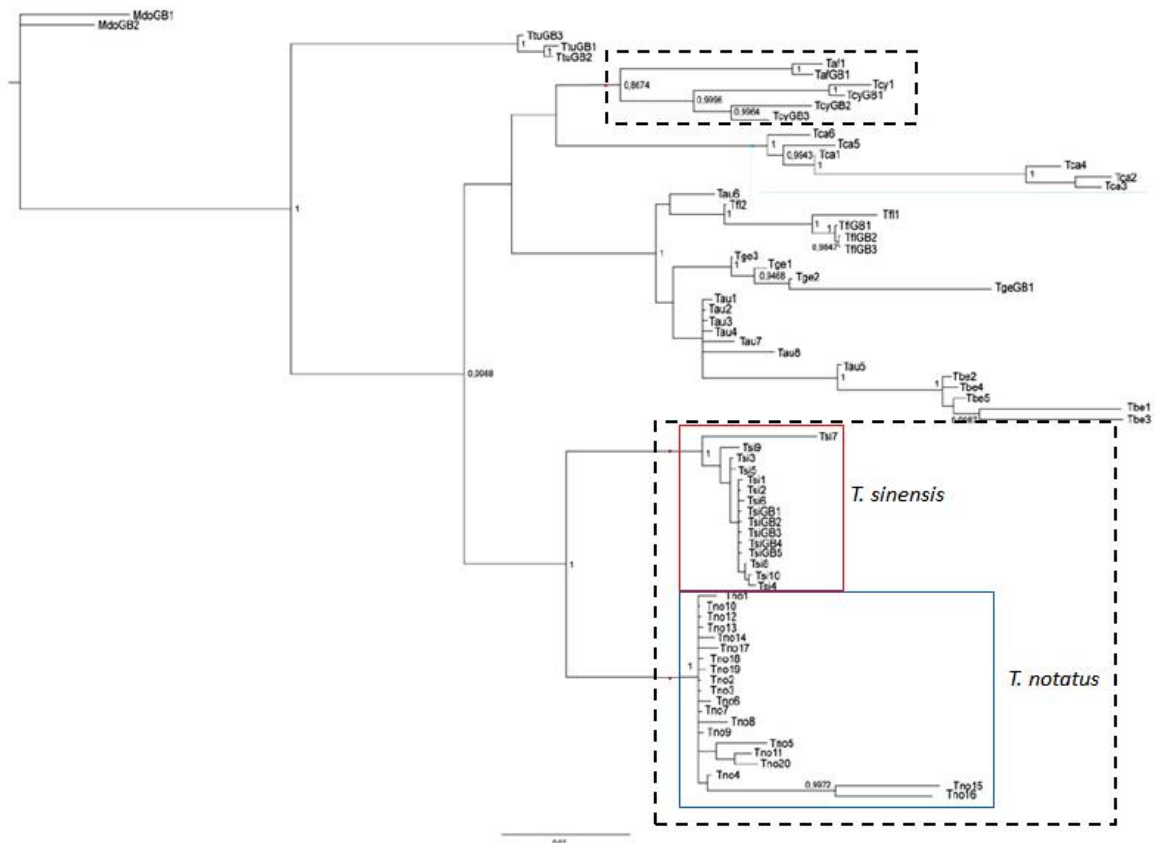 MdoGB1
MdoGB2
TtuGB3
1
TtuGB1
1
TtuGB2
Taf1
1
TafGB1
0,8674
Tcy1
1
TcyGB1
0,9996
TcyGB2
0,9964
TcyGB3
Tca6
1
Tca5
0,9943
Tca1
1
Tca4
1
Tca2
Tca3
Tau6
Tfl2
1
Tfl1
1
1
TflGB1
TflGB2
0,9847
TflGB3
1
1
Tge3
1
Tge1
0,9468
Tge2
TgeGB1
Tau1
Tau2
Tau3
Tau4
Tau7
Tau8
Tau5
1
Tbe2
1
Tbe4
Tbe5
Tbe1
Tbe3
Tsi7
1
Tsi9
Tsi3
Tsi5
Tsi1
Tsi2
Tsi6
TsiGB1
TsiGB2
TsiGB3
TsiGB4
TsiGB5
Tsi8
Tsi10
Tsi4
T. sinensis
1
Tno1
Tno10
Tno12
Tno13
Tno14
Tno17
Tno18
1
Tno19
Tno2
Tno3
Tno6
Tno7
Tno8
Tno9
Tno5
Tno11
Tno20
Tno4
0,9972
Tno15
Tno16
T. notatus